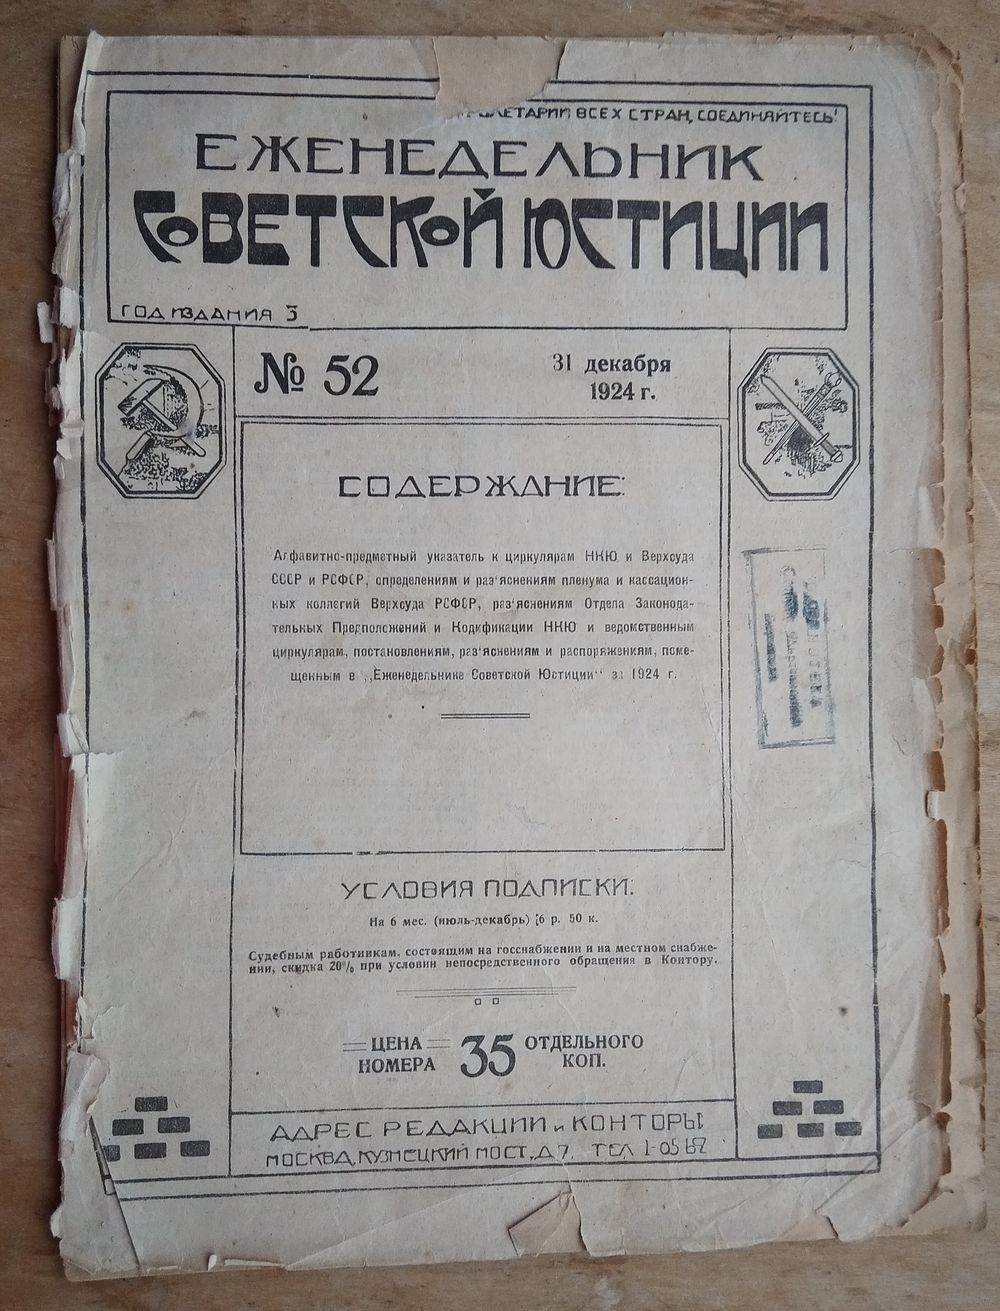 ПРОЛЕТАРИИ ВСЕХ СТРАН, СОЕДИНЯЙТЕСЬ!
ЕЖЕНЕДЕЛЬНИК
СОВЕТСКОЙ ЮСТИЦИИ
ГОД ИЗДАНИЯ 3
№ 52
31 декабря
1924 г.
СОДЕРЖАНИЕ:
Алфавитно-предметный указатель к циркулярам НКЮ и Верхсуда
СССР и РСФСР, определениям и раз'яснениям пленума и кассацион-
ных коллегий Верхсуда РСФСР, раз'яснениям Отдела Законода-
тельных Предположений и Кодификации НКЮ и ведомственным
циркулярам, постановлениям, раз'яснениям и распоряжениям, поме-
щенным в „Еженедельнике Советской Юстиции" за 1924 г.
УСЛОВИЯ ПОДПИСКИ:
На 6 мес. (июль-декабрь) 6 р. 50 к.
Судебным работникам, состоящим на госснабжении и на местном снабже-
нии, скидка 20% при условии непосредственного обращения в Контору.
ЦЕНА
НОМЕРА
35
ОТДЕЛЬНОГО
КОП.
АДРЕС РЕДАКЦИИ и КОНТОРЫ:
МОСКВА, КУЗНЕЦКИЙ МОСТ, Д 7. ТЕЛ 1-05 67